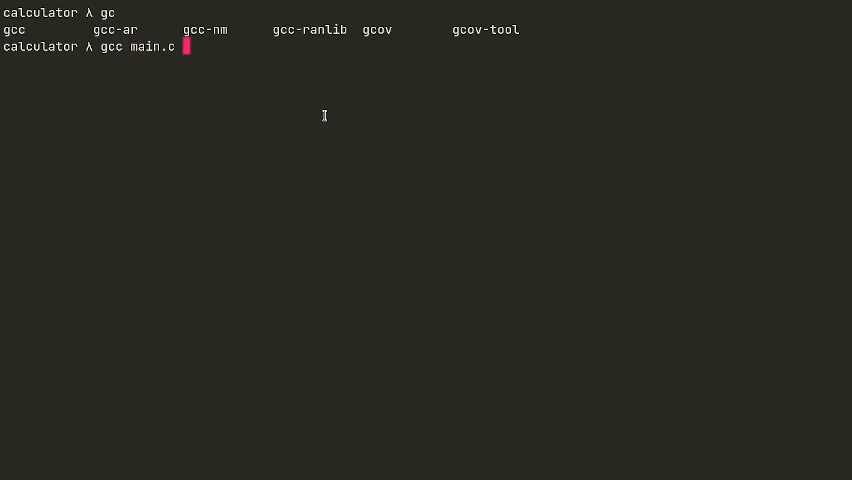 calculator λ gc
gcc gcc-ar gcc-nm gcc-ranlib gcov gcov-tool
calculator λ gcc main.c